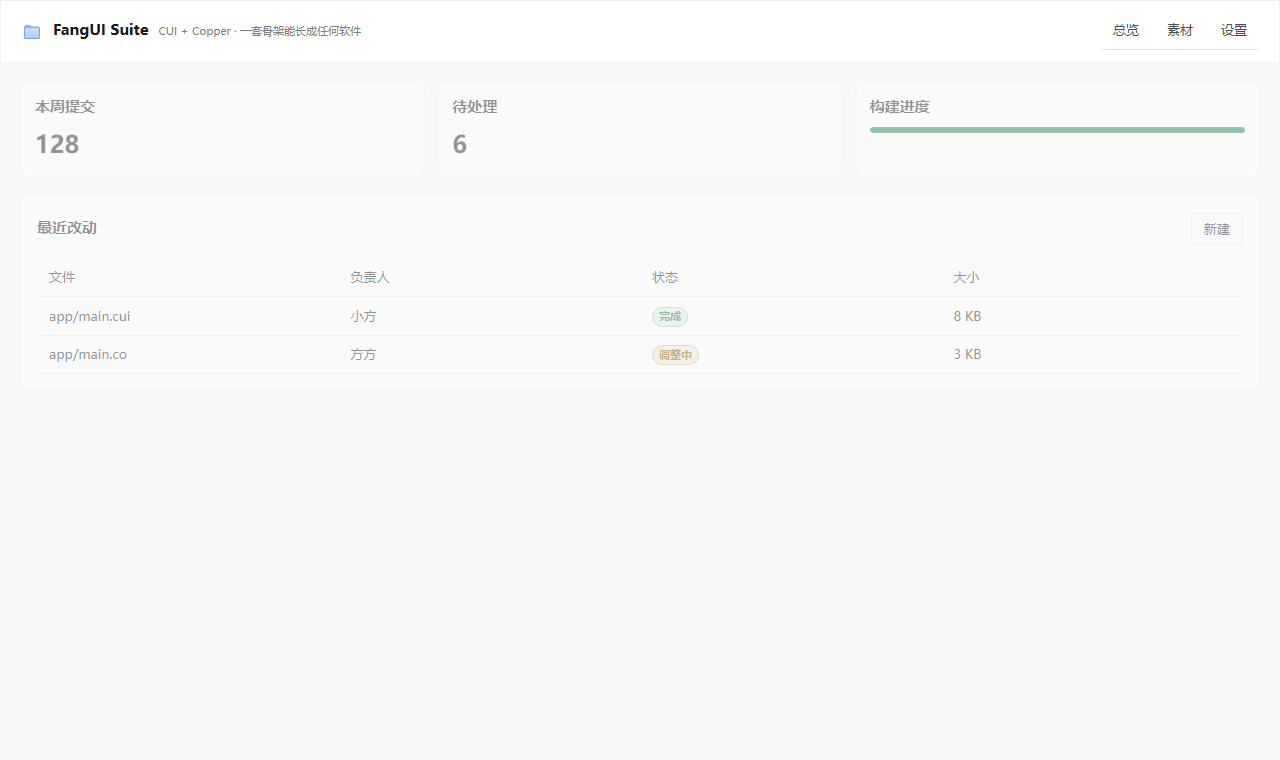 FangUI Suite CUI + Copper · 一套骨架能长成任何软件 总览 素材 设置
本周提交 待处理 构建进度
128 6
最近改动 新建
文件 负责人 状态 大小
app/main.cui 小方 完成 8 KB
app/main.co 方方 调整中 3 KB